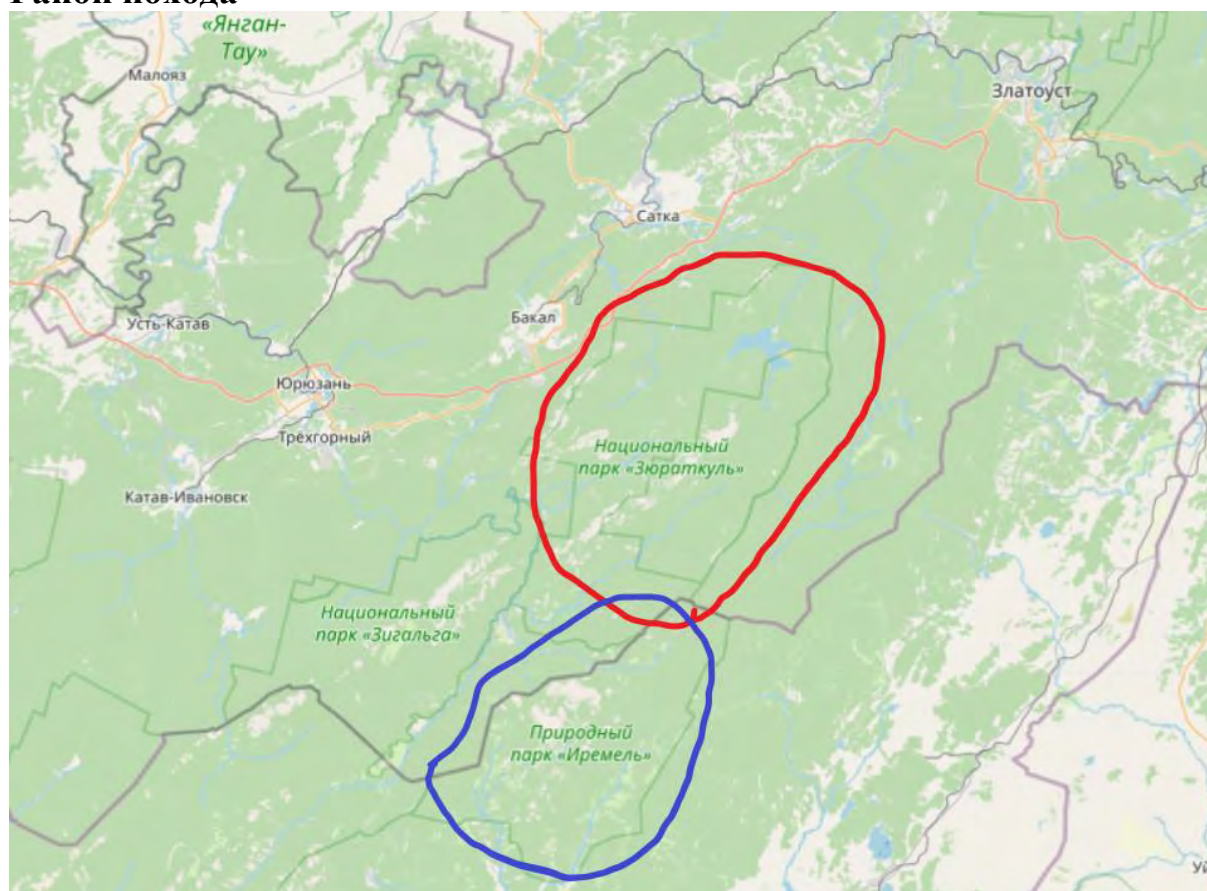 Район похода
«Янган-
Тау»
Малояз
Златоуст
Сатка
Бакал
Усть-Катав
Юрюзань
Трёхгорный
Национальный
парк «Зюраткуль»
Катав-Ивановск
Национальный
парк «Зигальга»
Природный
парк «Иремель»